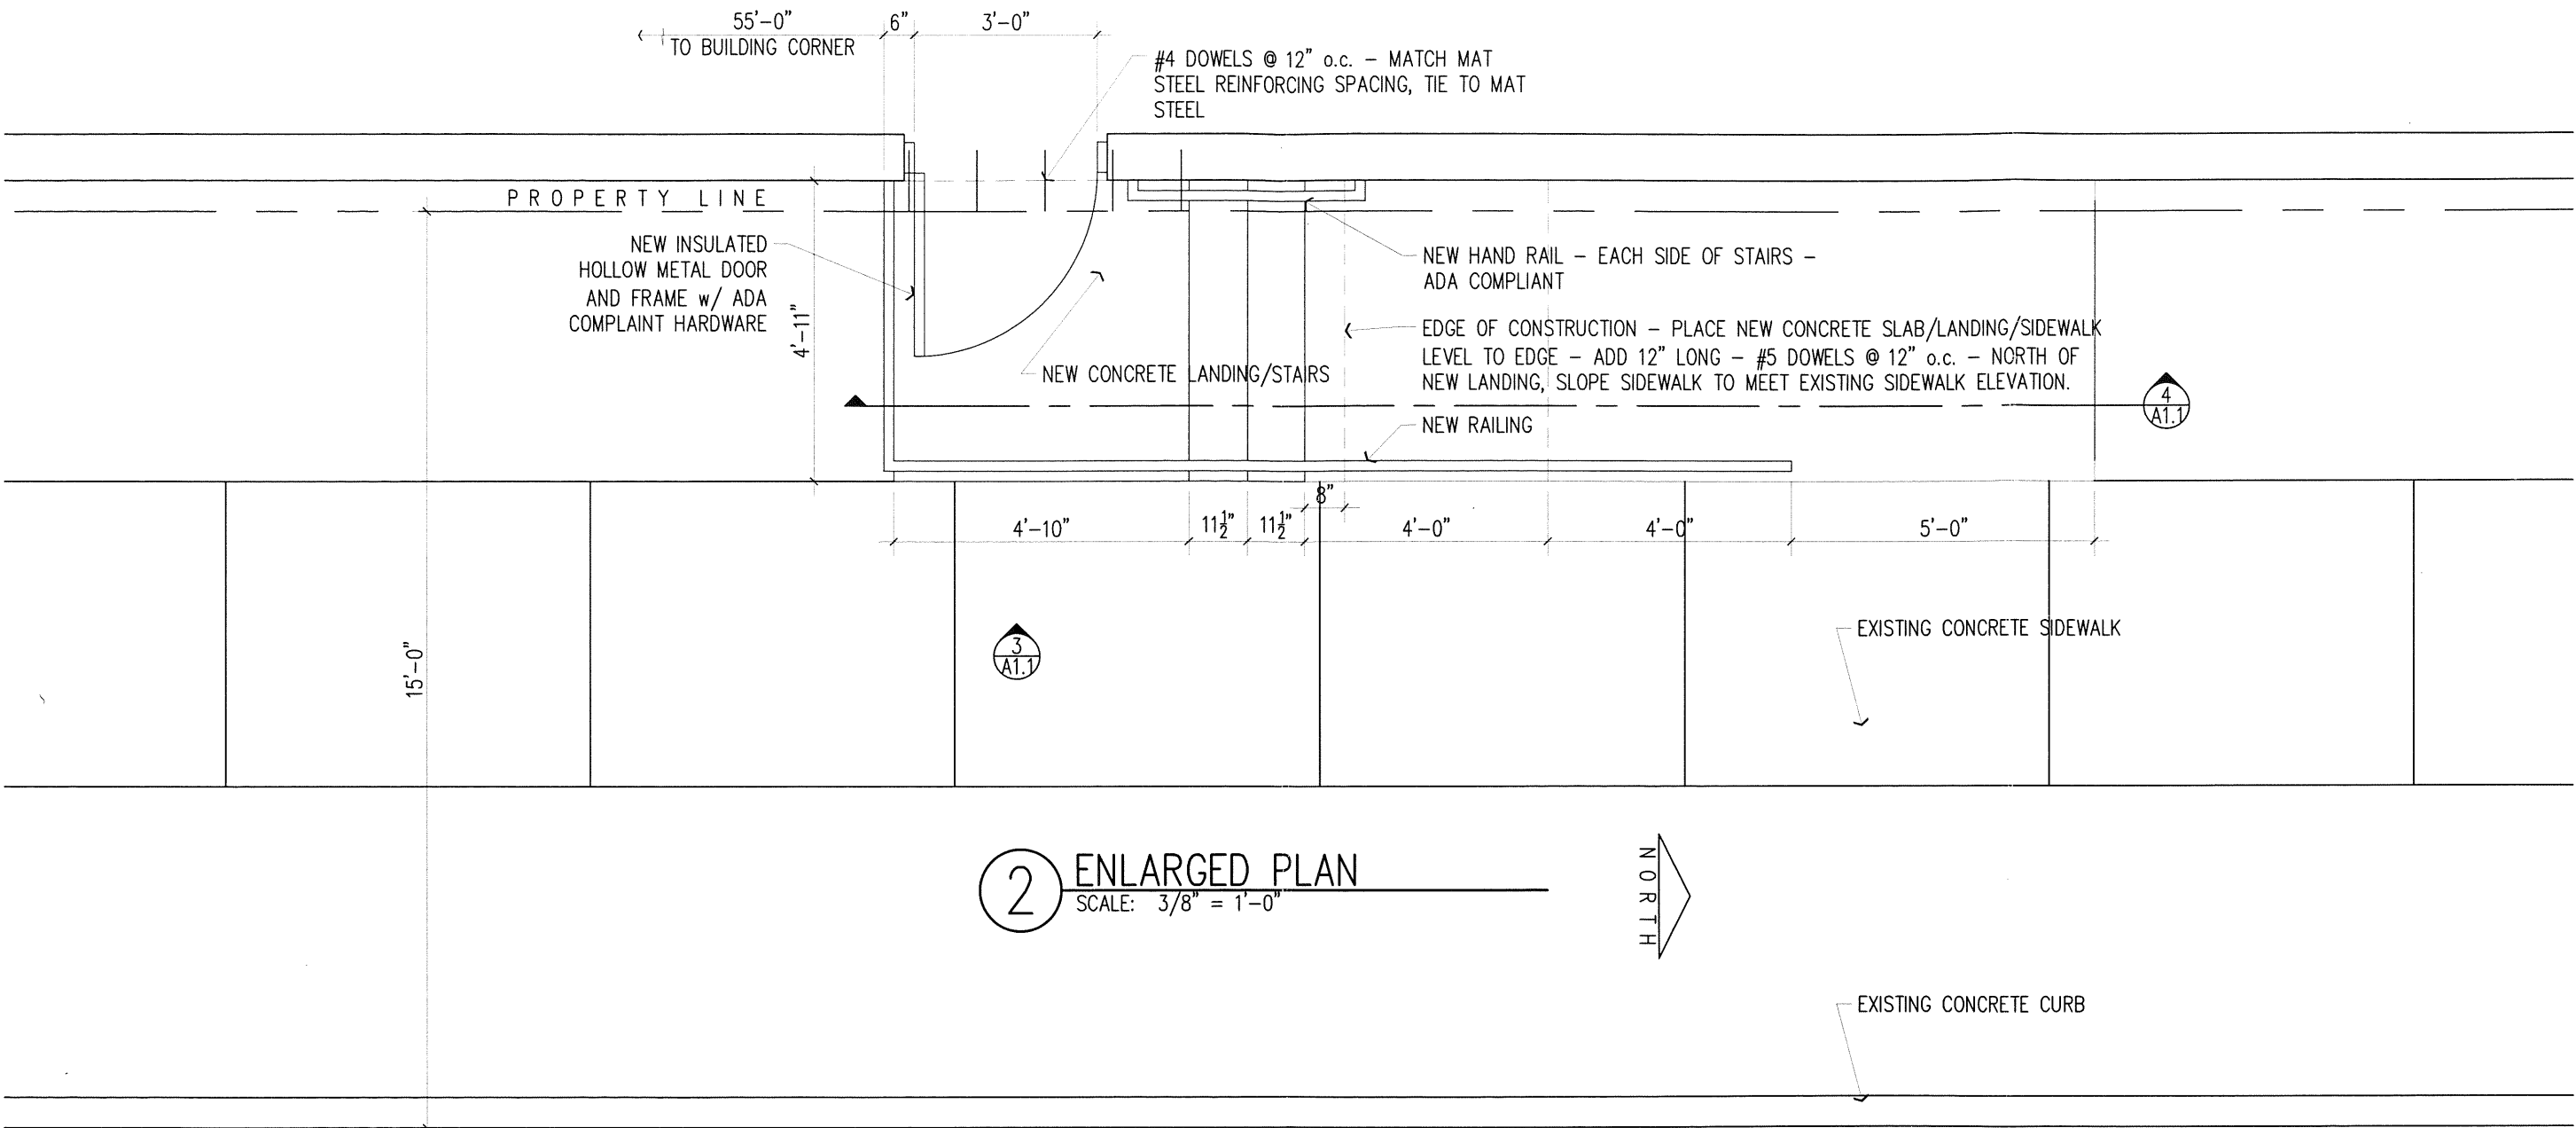 55'-0"
TO BUILDING CORNER
6"
3'-0"
#4 DOWELS @ 12" o.c. – MATCH MAT
STEEL REINFORCING SPACING, TIE TO MAT
STEEL
PROPERTY LINE
NEW INSULATED
HOLLOW METAL DOOR
AND FRAME w/ ADA
COMPLAINT HARDWARE
4'-11"
NEW CONCRETE LANDING/STAIRS
NEW HAND RAIL – EACH SIDE OF STAIRS –
ADA COMPLIANT
EDGE OF CONSTRUCTION – PLACE NEW CONCRETE SLAB/LANDING/SIDEWALK
LEVEL TO EDGE – ADD 12" LONG – #5 DOWELS @ 12" o.c. – NORTH OF
NEW LANDING, SLOPE SIDEWALK TO MEET EXISTING SIDEWALK ELEVATION.
4
A1.1
NEW RAILING
8"
4'-10"
11½"
11½"
4'-0"
4'-0"
5'-0"
15'-0"
3
A1.1
EXISTING CONCRETE SIDEWALK
2
ENLARGED PLAN
SCALE: 3/8" = 1'-0"
NORTH
EXISTING CONCRETE CURB